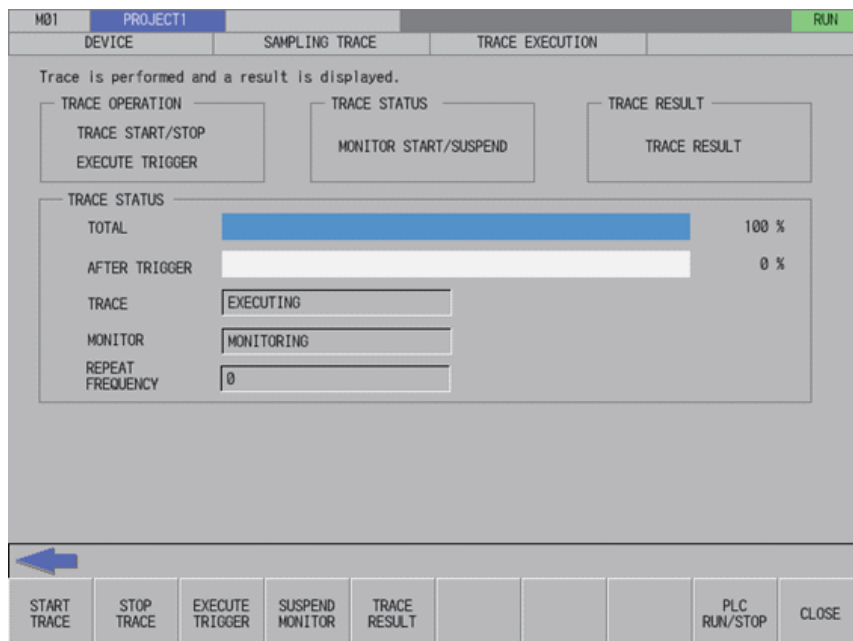 MØ1 PROJECT1 RUN
DEVICE SAMPLING TRACE TRACE EXECUTION
Trace is performed and a result is displayed.
TRACE OPERATION TRACE STATUS TRACE RESULT
TRACE START/STOP
MONITOR START/SUSPEND TRACE RESULT
EXECUTE TRIGGER
TRACE STATUS
TOTAL 100 %
AFTER TRIGGER 0 %
TRACE EXECUTING
MONITOR MONITORING
REPEAT
FREQUENCY 0
START STOP EXECUTE SUSPEND TRACE PLC CLOSE
TRACE TRACE TRIGGER MONITOR RESULT RUN/STOP